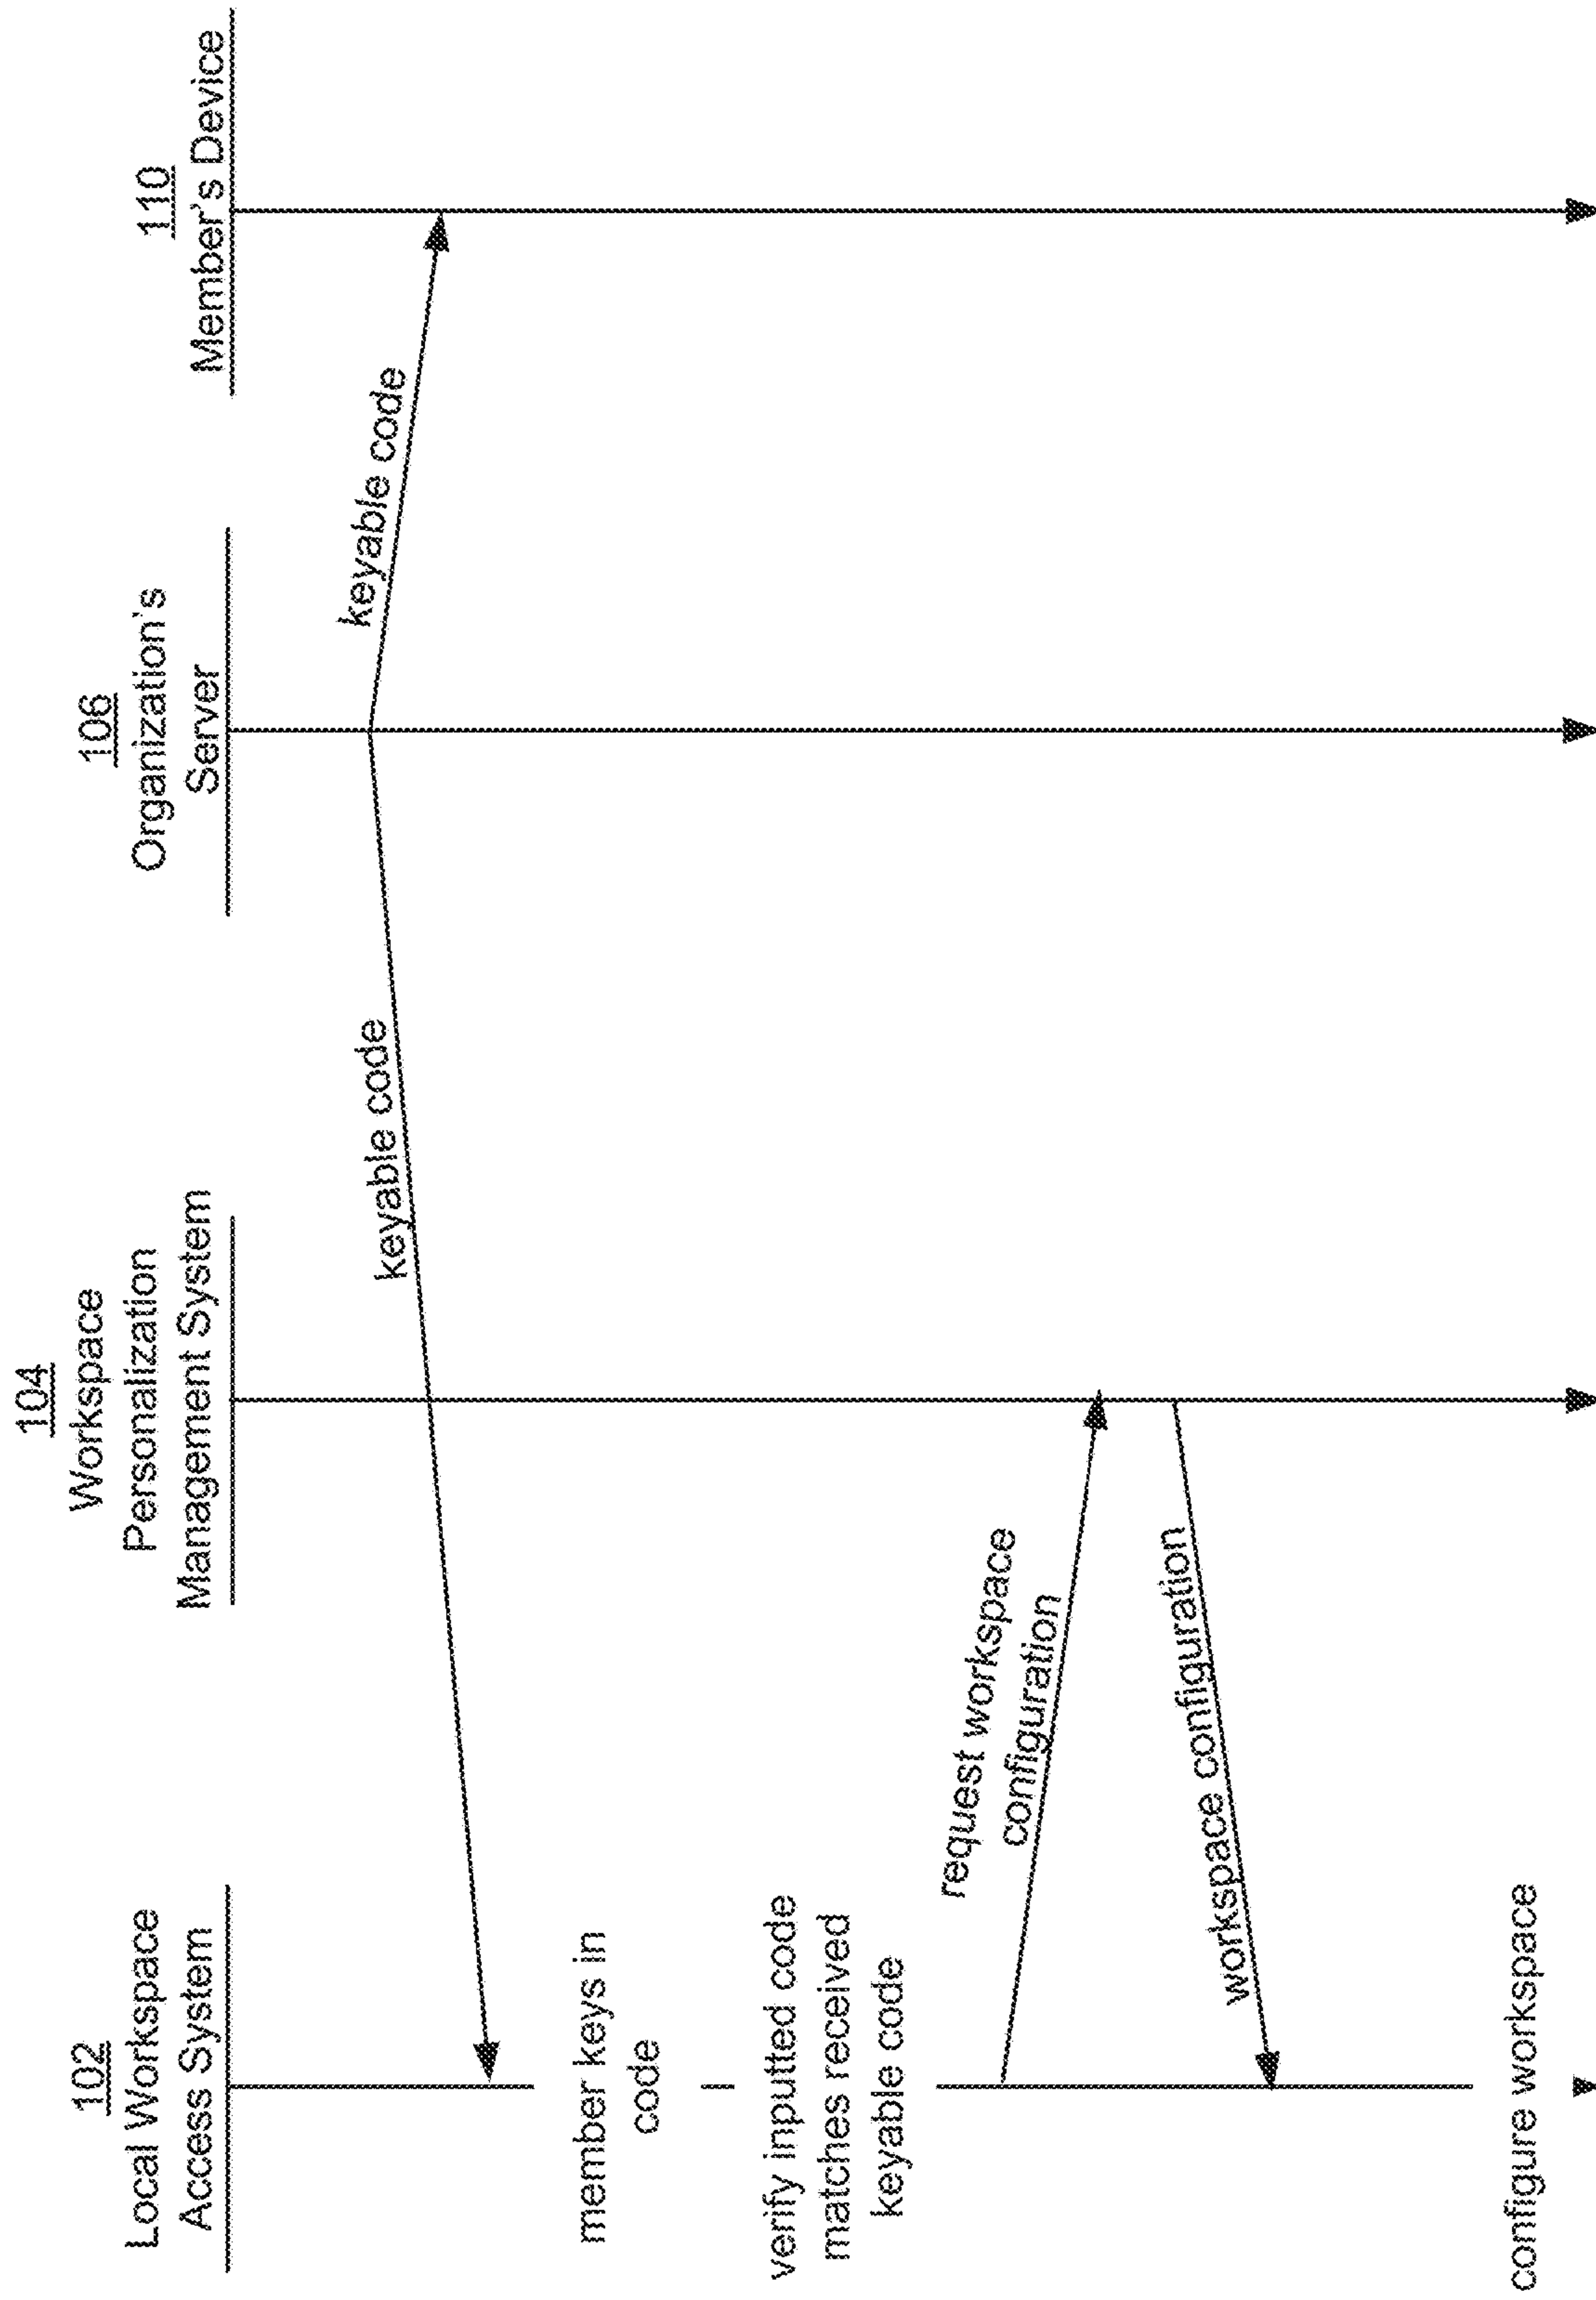 102
Local Workspace
Access System
104
Workspace
Personalization
Management System
106
Organization's
Server
110
Member's Device
keyable code
keyable code
member keys in
code
verify inputted code
matches received
keyable code
request workspace
configuration
workspace configuration
configure workspace